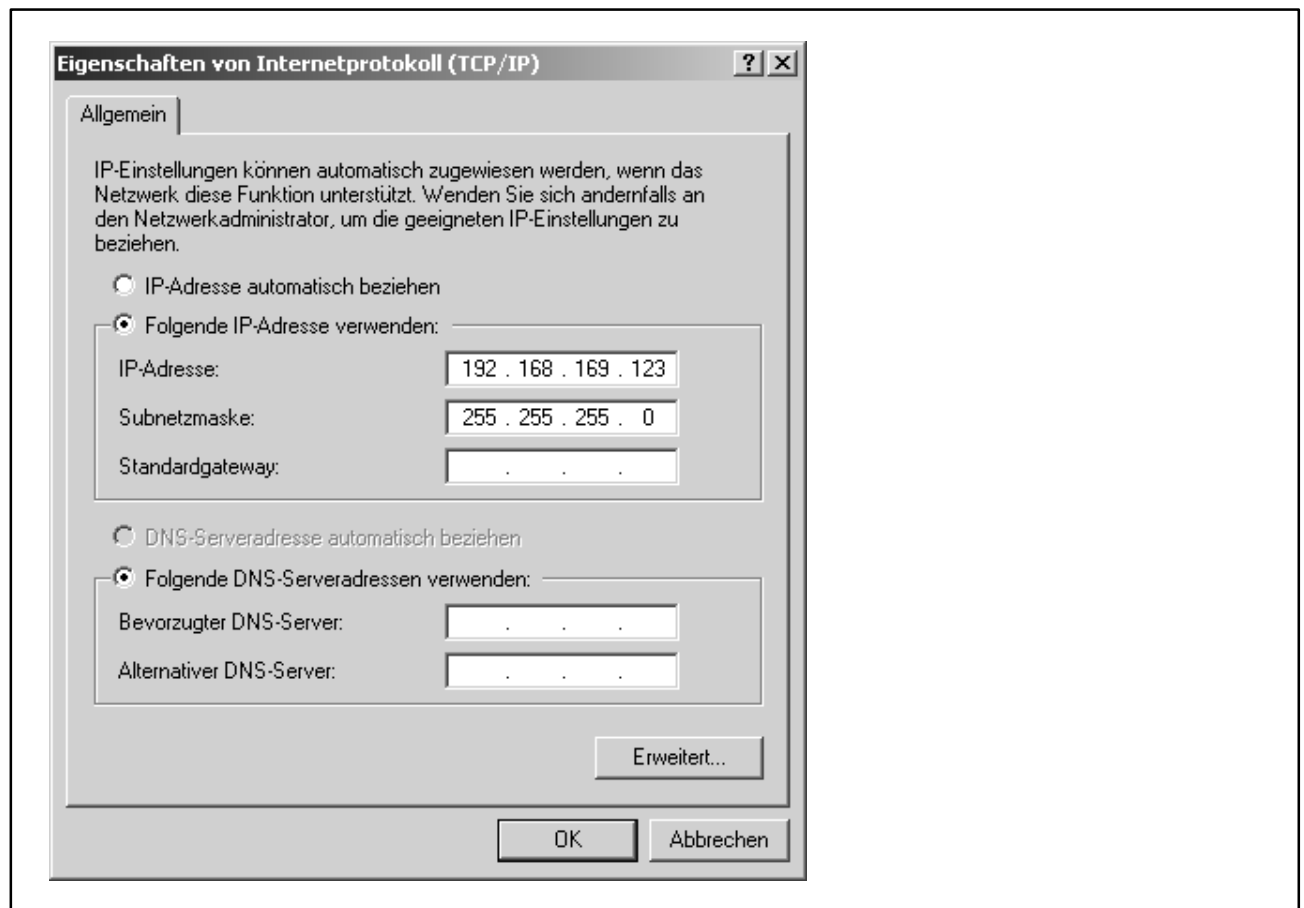 Eigenschaften von Internetprotokoll (TCP/IP)
Allgemein
IP-Einstellungen können automatisch zugewiesen werden, wenn das
Netzwerk diese Funktion unterstützt. Wenden Sie sich andernfalls an
den Netzwerkadministrator, um die geeigneten IP-Einstellungen zu
beziehen.
IP-Adresse automatisch beziehen
Folgende IP-Adresse verwenden:
IP-Adresse: 192 . 168 . 169 . 123
Subnetzmaske: 255 . 255 . 255 . 0
Standardgateway: . . .
DNS-Serveradresse automatisch beziehen
Folgende DNS-Serveradressen verwenden:
Bevorzugter DNS-Server: . . .
Alternativer DNS-Server: . . .
Erweitert...
OK Abbrechen